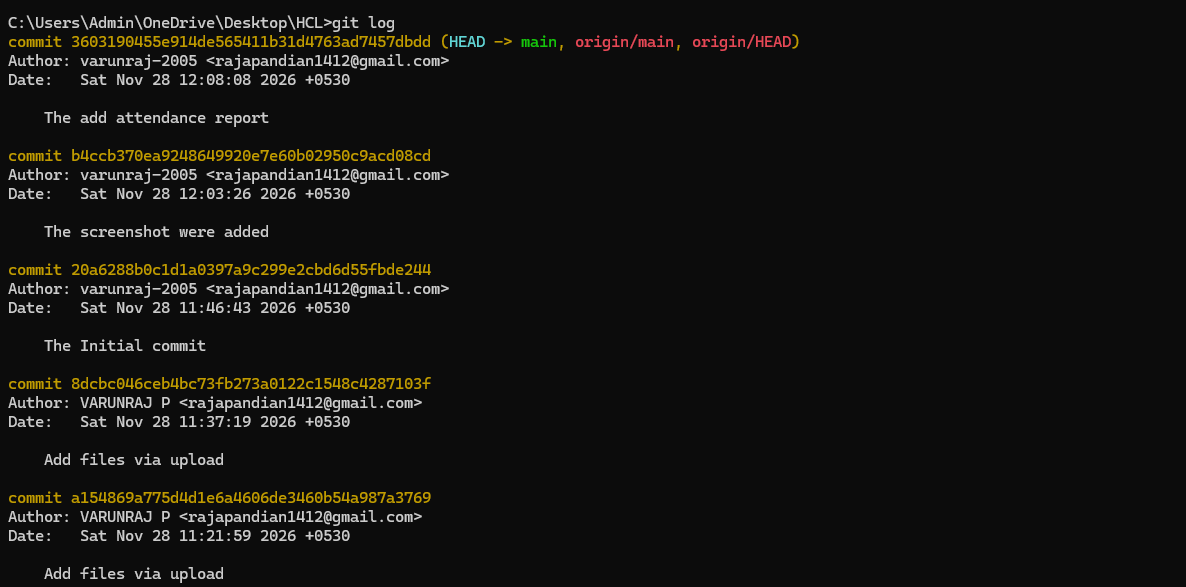 C:\Users\Admin\OneDrive\Desktop\HCL>git log
commit 3603190455e914de565411b31d4763ad7457dbdd (HEAD -> main, origin/main, origin/HEAD)
Author: varunraj-2005 <rajapandian1412@gmail.com>
Date:   Sat Nov 28 12:08:08 2026 +0530
The add attendance report
commit b4ccb370ea9248649920e7e60b02950c9acd08cd
Author: varunraj-2005 <rajapandian1412@gmail.com>
Date:   Sat Nov 28 12:03:26 2026 +0530
The screenshot were added
commit 20a6288b0c1d1a0397a9c299e2cbd6d55fbde244
Author: varunraj-2005 <rajapandian1412@gmail.com>
Date:   Sat Nov 28 11:46:43 2026 +0530
The Initial commit
commit 8dcbc046ceb4bc73fb273a0122c1548c4287103f
Author: VARUNRAJ P <rajapandian1412@gmail.com>
Date:   Sat Nov 28 11:37:19 2026 +0530
Add files via upload
commit a154869a775d4d1e6a4606de3460b54a987a3769
Author: VARUNRAJ P <rajapandian1412@gmail.com>
Date:   Sat Nov 28 11:21:59 2026 +0530
Add files via upload